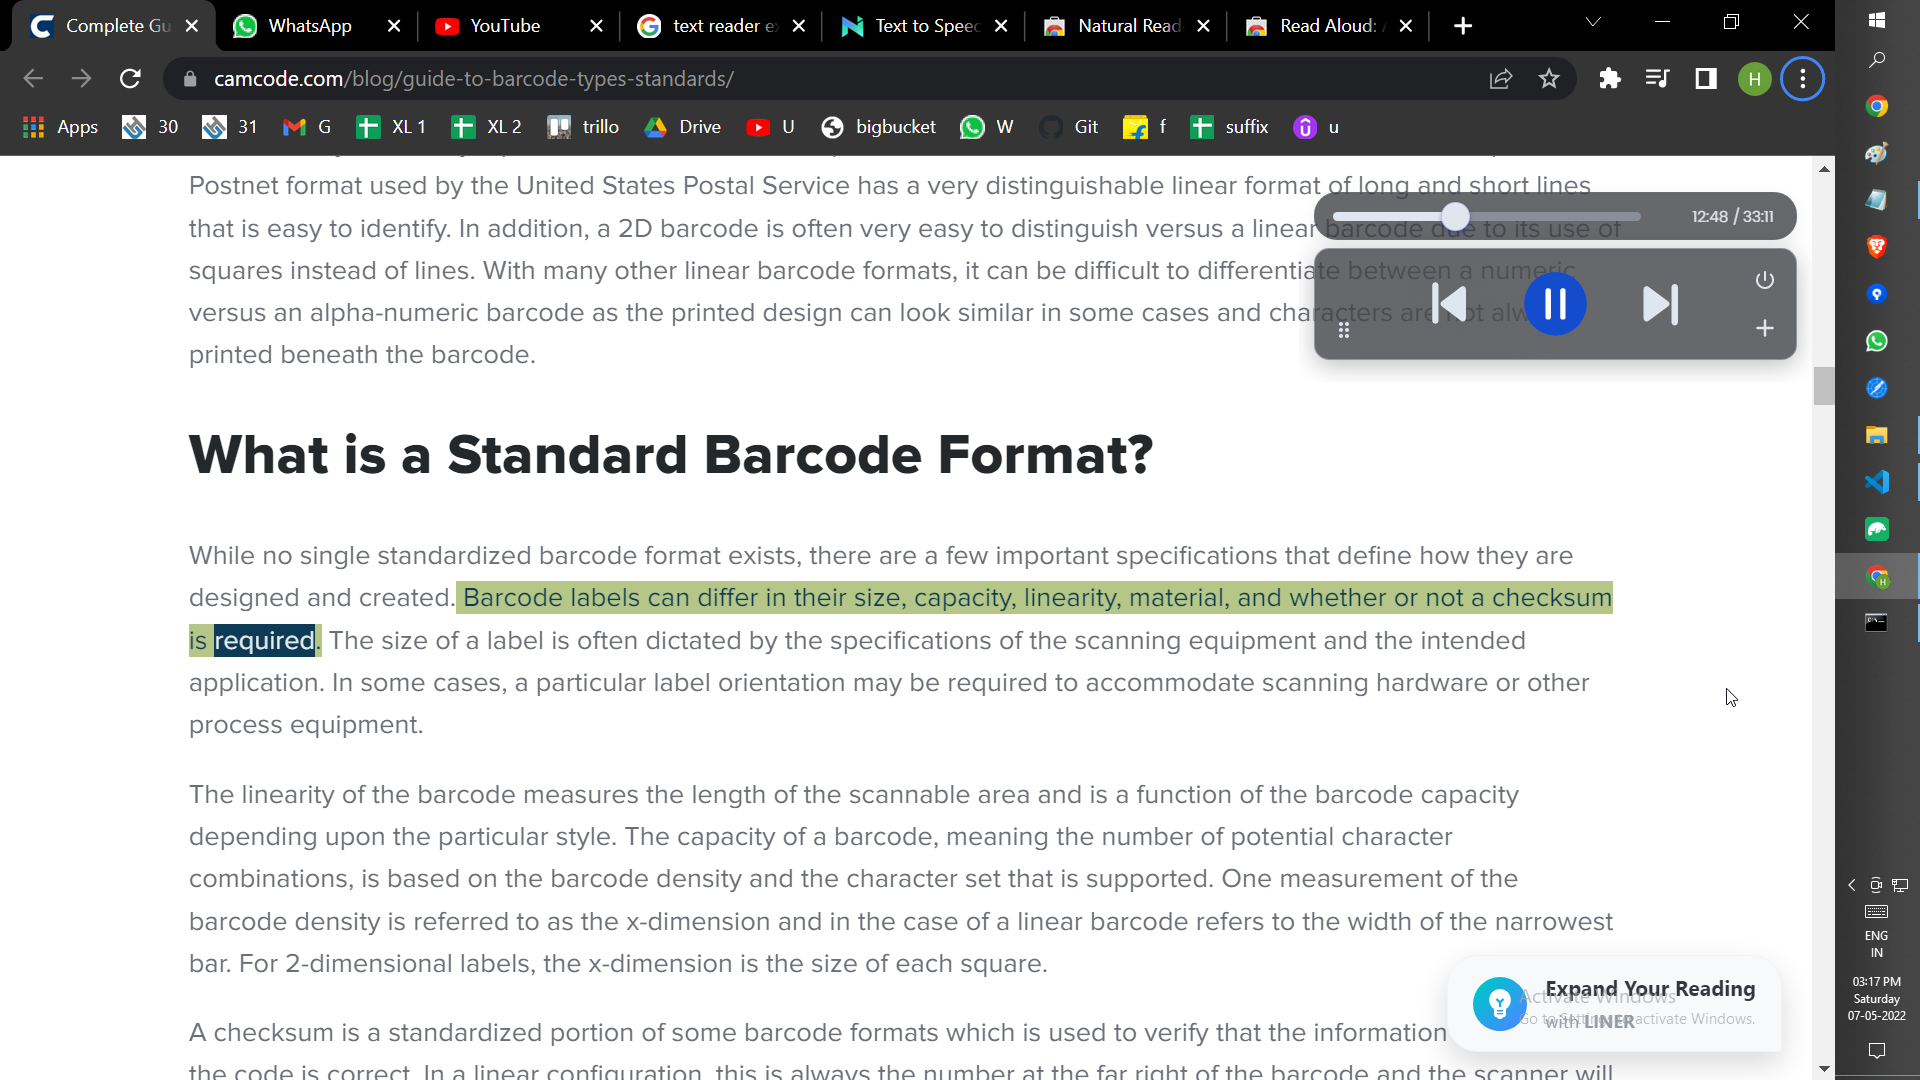 Complete Gu
WhatsApp
YouTube
text reader e
Text to Speec
Natural Read
Read Aloud: A
camcode.com/blog/guide-to-barcode-types-standards/
H
Apps
30
31
G
XL 1
XL 2
trillo
Drive
U
bigbucket
W
Git
f
suffix
u
Postnet format used by the United States Postal Service has a very distinguishable linear format of long and short lines
that is easy to identify. In addition, a 2D barcode is often very easy to distinguish versus a linear barcode due to its use of
squares instead of lines. With many other linear barcode formats, it can be difficult to differentiate between a numeric
versus an alpha-numeric barcode as the printed design can look similar in some cases and characters are not
printed beneath the barcode.
12:48 / 33:11
What is a Standard Barcode Format?
While no single standardized barcode format exists, there are a few important specifications that define how they are
designed and created. Barcode labels can differ in their size, capacity, linearity, material, and whether or not a checksum
is required. The size of a label is often dictated by the specifications of the scanning equipment and the intended
application. In some cases, a particular label orientation may be required to accommodate scanning hardware or other
process equipment.
The linearity of the barcode measures the length of the scannable area and is a function of the barcode capacity
depending upon the particular style. The capacity of a barcode, meaning the number of potential character
combinations, is based on the barcode density and the character set that is supported. One measurement of the
barcode density is referred to as the x-dimension and in the case of a linear barcode refers to the width of the narrowest
bar. For 2-dimensional labels, the x-dimension is the size of each square.
A checksum is a standardized portion of some barcode formats which is used to verify that the information
the code is correct. In a linear configuration, this is always the number at the far right of the barcode and the scanner will
Expand Your Reading
with LINER
Activate Windows
Go to Settings to activate Windows.
ENG
IN
03:17 PM
Saturday
07-05-2022